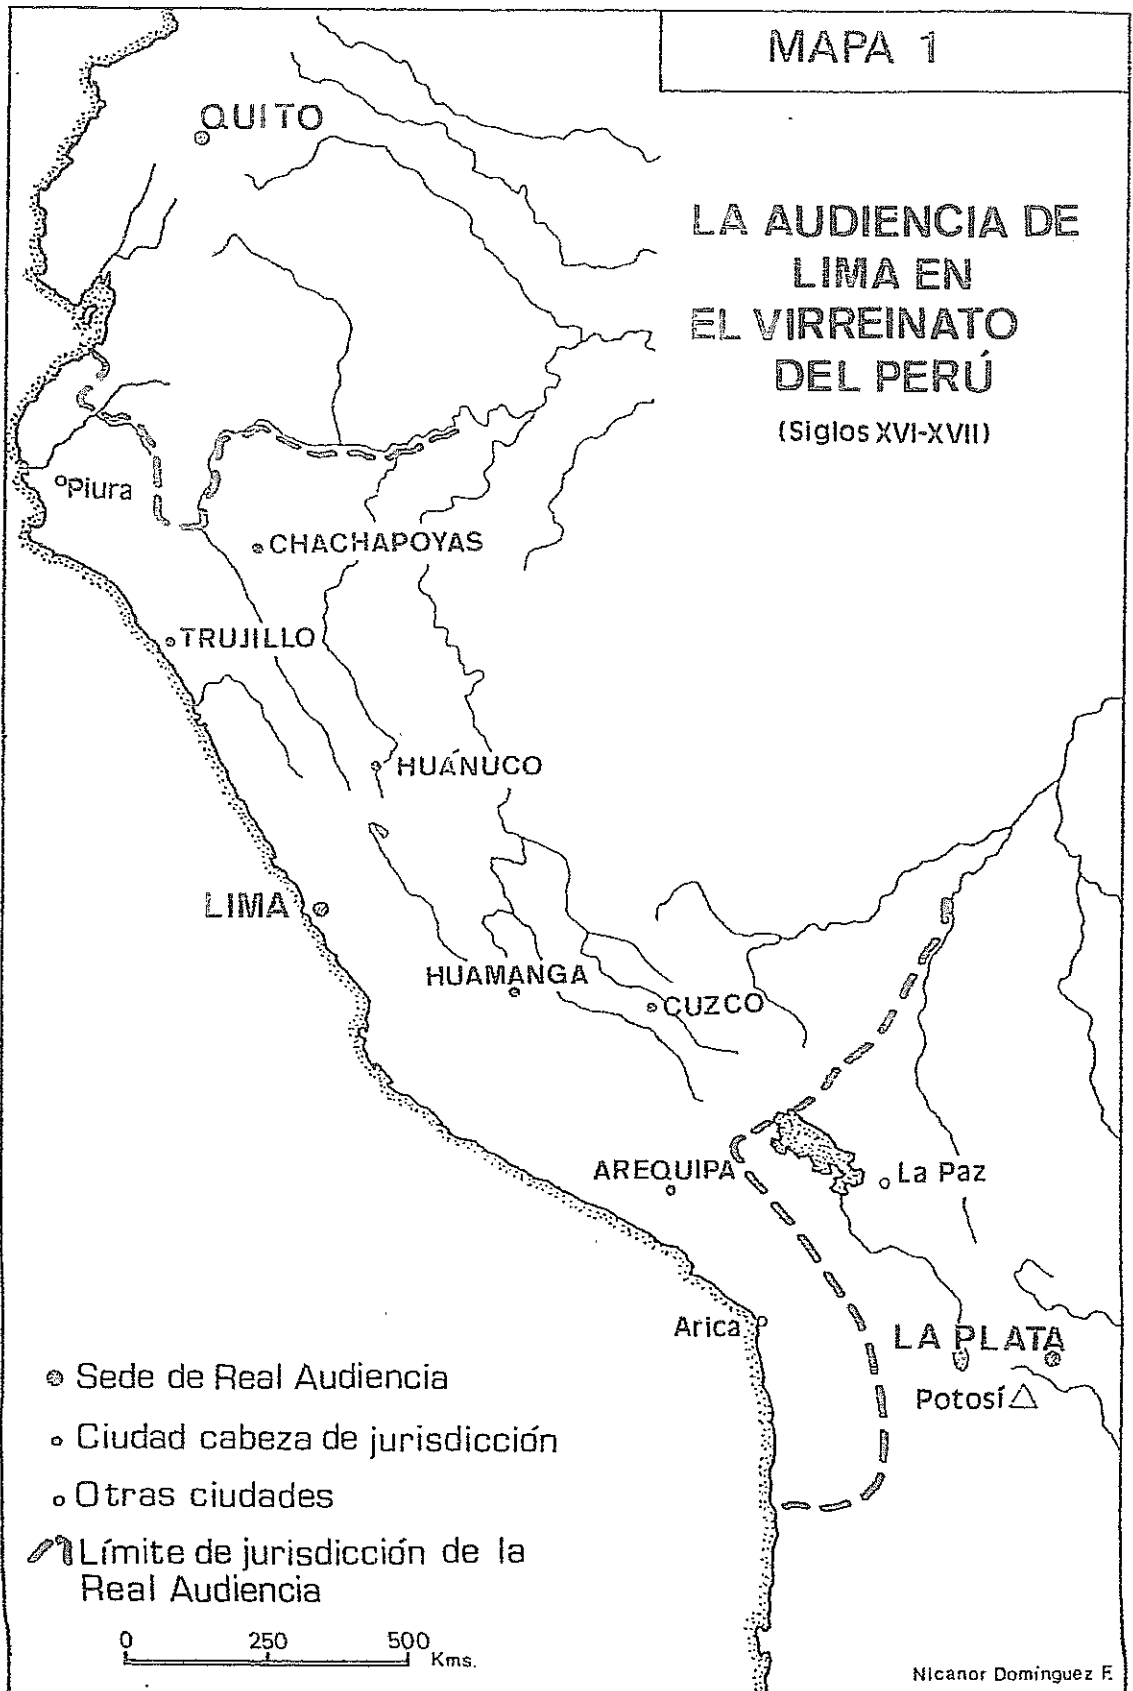 MAPA 1
QUITO
LA AUDIENCIA DE
LIMA EN
EL VIRREINATO
DEL PERÚ
(Siglos XVI-XVII)
Piura
CHACHAPOYAS
TRUJILLO
HUÁNUCO
LIMA
HUAMANGA
CUZCO
AREQUIPA
La Paz
Arica
LA PLATA
Potosí
Sede de Real Audiencia
Ciudad cabeza de jurisdicción
Otras ciudades
Límite de jurisdicción de la
Real Audiencia
0 250 500
Kms.
Nicanor Domínguez F.